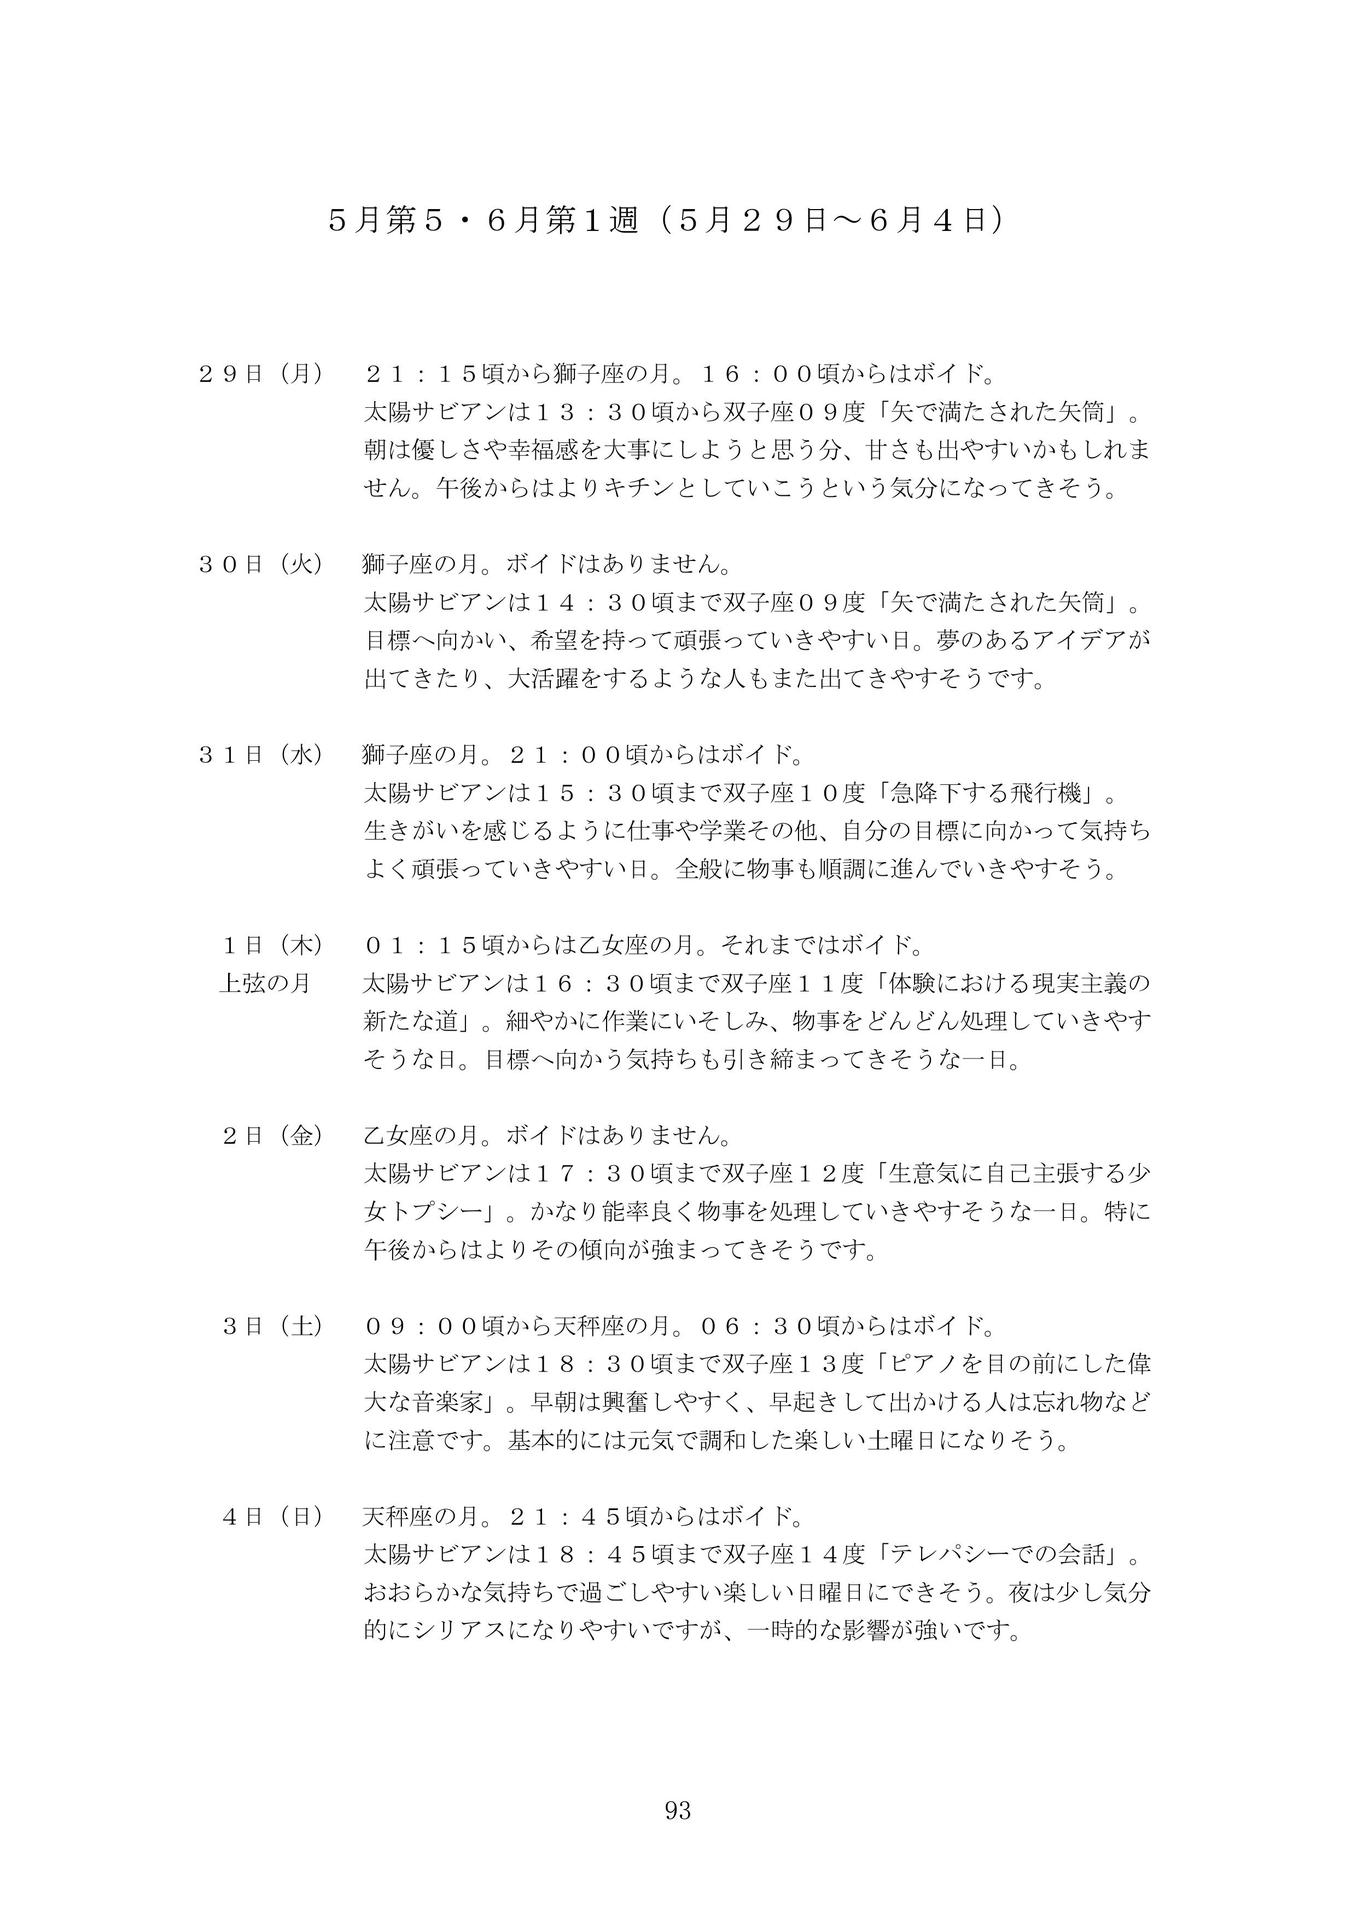 ５月第５・６月第１週（５月２９日～６月４日）
２９日（月）　２１：１５頃から獅子座の月。１６：００頃からはボイド。
太陽サビアンは１３：３０頃から双子座０９度「矢で満たされた矢筒」。
朝は優しさや幸福感を大事にしようと思う分、甘さも出やすいかもしれま
せん。午後からはよりキチンとしていこうという気分になってきそう。
３０日（火）　獅子座の月。ボイドはありません。
太陽サビアンは１４：３０頃まで双子座０９度「矢で満たされた矢筒」。
目標へ向かい、希望を持って頑張っていきやすい日。夢のあるアイデアが
出てきたり、大活躍をするような人もまた出てきやすそうです。
３１日（水）　獅子座の月。２１：００頃からはボイド。
太陽サビアンは１５：３０頃まで双子座１０度「急降下する飛行機」。
生きがいを感じるように仕事や学業その他、自分の目標に向かって気持ち
よく頑張っていきやすい日。全般に物事も順調に進んでいきやすそう。
１日（木）　０１：１５頃からは乙女座の月。それまではボイド。
上弦の月　太陽サビアンは１６：３０頃まで双子座１１度「体験における現実主義の
新たな道」。細やかに作業にいそしみ、物事をどんどん処理していきやす
そうな日。目標へ向かう気持ちも引き締まってきそうな一日。
２日（金）　乙女座の月。ボイドはありません。
太陽サビアンは１７：３０頃まで双子座１２度「生意気に自己主張する少
女トプシー」。かなり能率良く物事を処理していきやすそうな一日。特に
午後からはよりその傾向が強まってきそうです。
３日（土）　０９：００頃から天秤座の月。０６：３０頃からはボイド。
太陽サビアンは１８：３０頃まで双子座１３度「ピアノを目の前にした偉
大な音楽家」。早朝は興奮しやすく、早起きして出かける人は忘れ物など
に注意です。基本的には元気で調和した楽しい土曜日になりそう。
４日（日）　天秤座の月。２１：４５頃からはボイド。
太陽サビアンは１８：４５頃まで双子座１４度「テレパシーでの会話」。
おおらかな気持ちで過ごしやすい楽しい日曜日にできそう。夜は少し気分
的にシリアスになりやすいですが、一時的な影響が強いです。
93